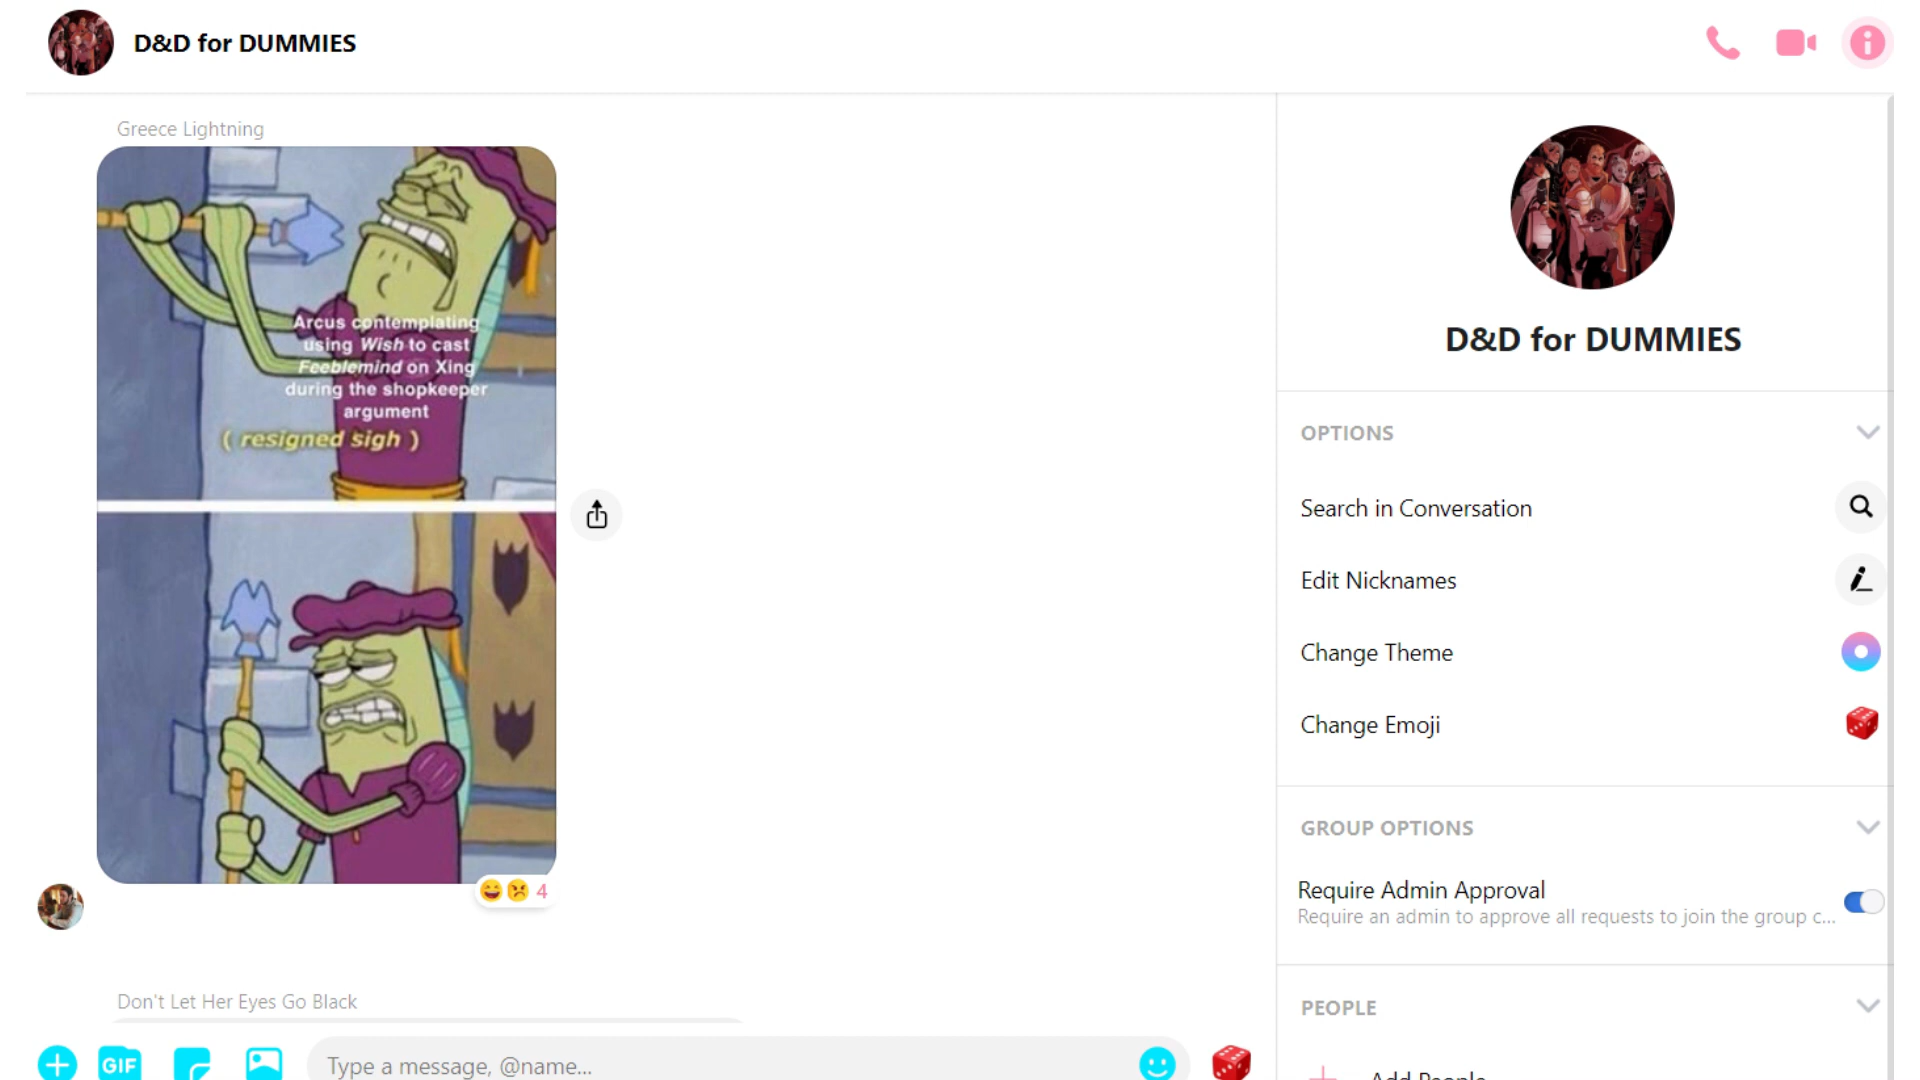 D&D for DUMMIES
Greece Lightning
Arcus contemplating
using Wish to cast
Feeblemind on Xing
during the shopkeeper
argument
( resigned sigh )
4
Don't Let Her Eyes Go Black
GIF
Type a message, @name...
D&D for DUMMIES
OPTIONS
Search in Conversation
Edit Nicknames
Change Theme
Change Emoji
GROUP OPTIONS
Require Admin Approval
Require an admin to approve all requests to join the group c...
PEOPLE
Add People